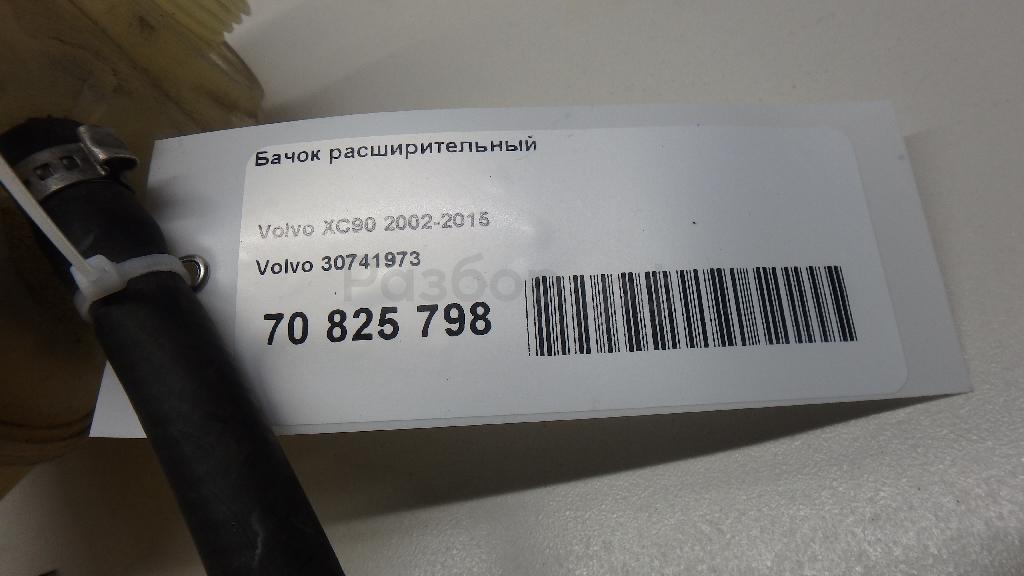 Бачок расширительный
Volvo XC90 2002-2015
Volvo 30741973
70 825 798